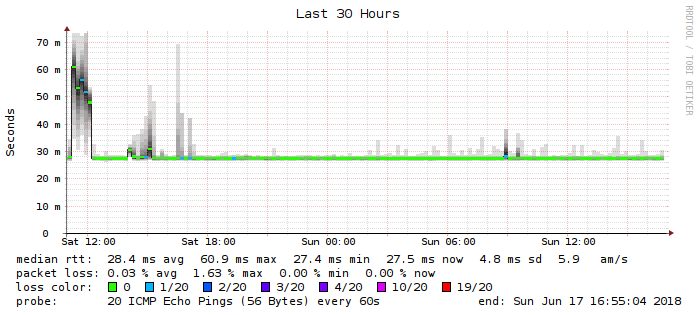 Last 30 Hours
RRDTOOL / TOBI OETIKER
Seconds
70 m
60 m
50 m
40 m
30 m
20 m
10 m
0
Sat 12:00 Sat 18:00 Sun 00:00 Sun 06:00 Sun 12:00
median rtt: 28.4 ms avg 60.9 ms max 27.4 ms min 27.5 ms now 4.8 ms sd 5.9 am/s
packet loss: 0.03 % avg 1.63 % max 0.00 % min 0.00 % now
loss color: 0 1/20 2/20 3/20 4/20 10/20 19/20
probe: 20 ICMP Echo Pings (56 Bytes) every 60s end: Sun Jun 17 16:55:04 2018